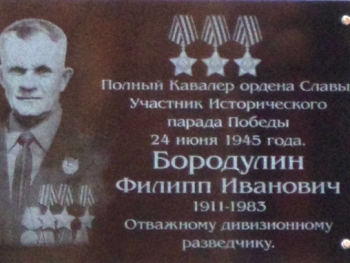 Полный Кавалер ордена Славы
Участник Исторического
парада Победы
24 июня 1945 года.
Бородулин
Филипп Иванович
1911-1983
Отважному дивизионному
разведчику.